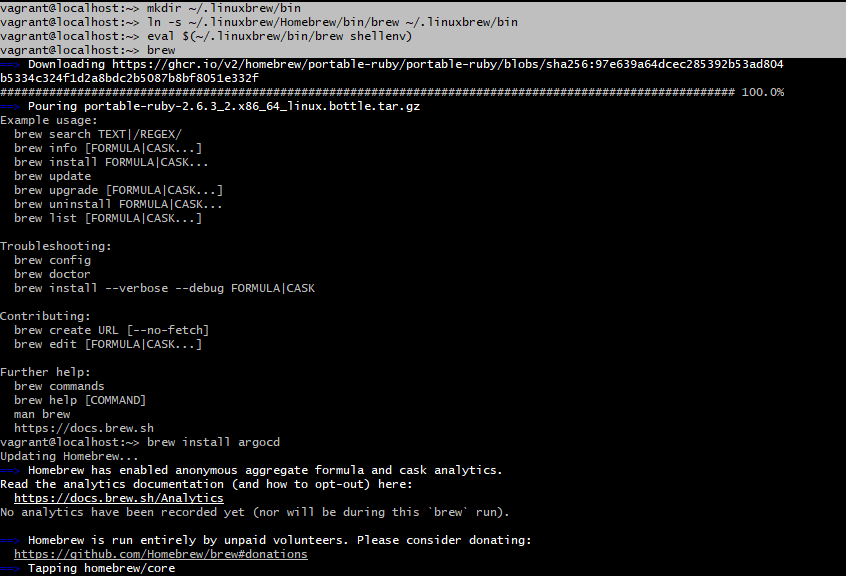 vagrant@localhost:~> mkdir ~/.linuxbrew/bin
vagrant@localhost:~> ln -s ~/.linuxbrew/Homebrew/bin/brew ~/.linuxbrew/bin
vagrant@localhost:~> eval $(~/.linuxbrew/bin/brew shellenv)
vagrant@localhost:~> brew
==> Downloading https://ghcr.io/v2/homebrew/portable-ruby/portable-ruby/blobs/sha256:97e639a64dcec285392b53ad804
b5334c324f1d2a8bdc2b5087b8bf8051e332f
######################################################################################################### 100.0%
==> Pouring portable-ruby-2.6.3_2.x86_64_linux.bottle.tar.gz
Example usage:
  brew search TEXT|/REGEX/
  brew info [FORMULA|CASK...]
  brew install FORMULA|CASK...
  brew update
  brew upgrade [FORMULA|CASK...]
  brew uninstall FORMULA|CASK...
  brew list [FORMULA|CASK...]
Troubleshooting:
  brew config
  brew doctor
  brew install --verbose --debug FORMULA|CASK
Contributing:
  brew create URL [--no-fetch]
  brew edit [FORMULA|CASK...]
Further help:
  brew commands
  brew help [COMMAND]
  man brew
  https://docs.brew.sh
vagrant@localhost:~> brew install argocd
Updating Homebrew...
==> Homebrew has enabled anonymous aggregate formula and cask analytics.
Read the analytics documentation (and how to opt-out) here:
  https://docs.brew.sh/Analytics
No analytics have been recorded yet (nor will be during this `brew` run).
==> Homebrew is run entirely by unpaid volunteers. Please consider donating:
  https://github.com/Homebrew/brew#donations
==> Tapping homebrew/core